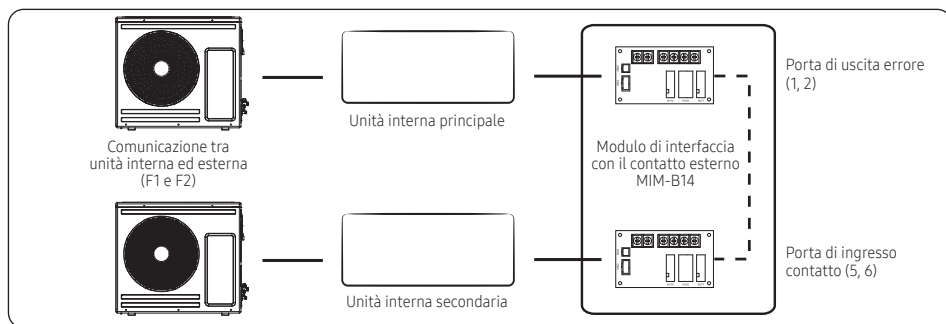 Porta di uscita errore
(1, 2)
Unità interna principale
Comunicazione tra
unità interna ed esterna
(F1 e F2)
Modulo di interfaccia
con il contatto esterno
MIM-B14
Porta di ingresso
contatto (5, 6)
Unità interna secondaria